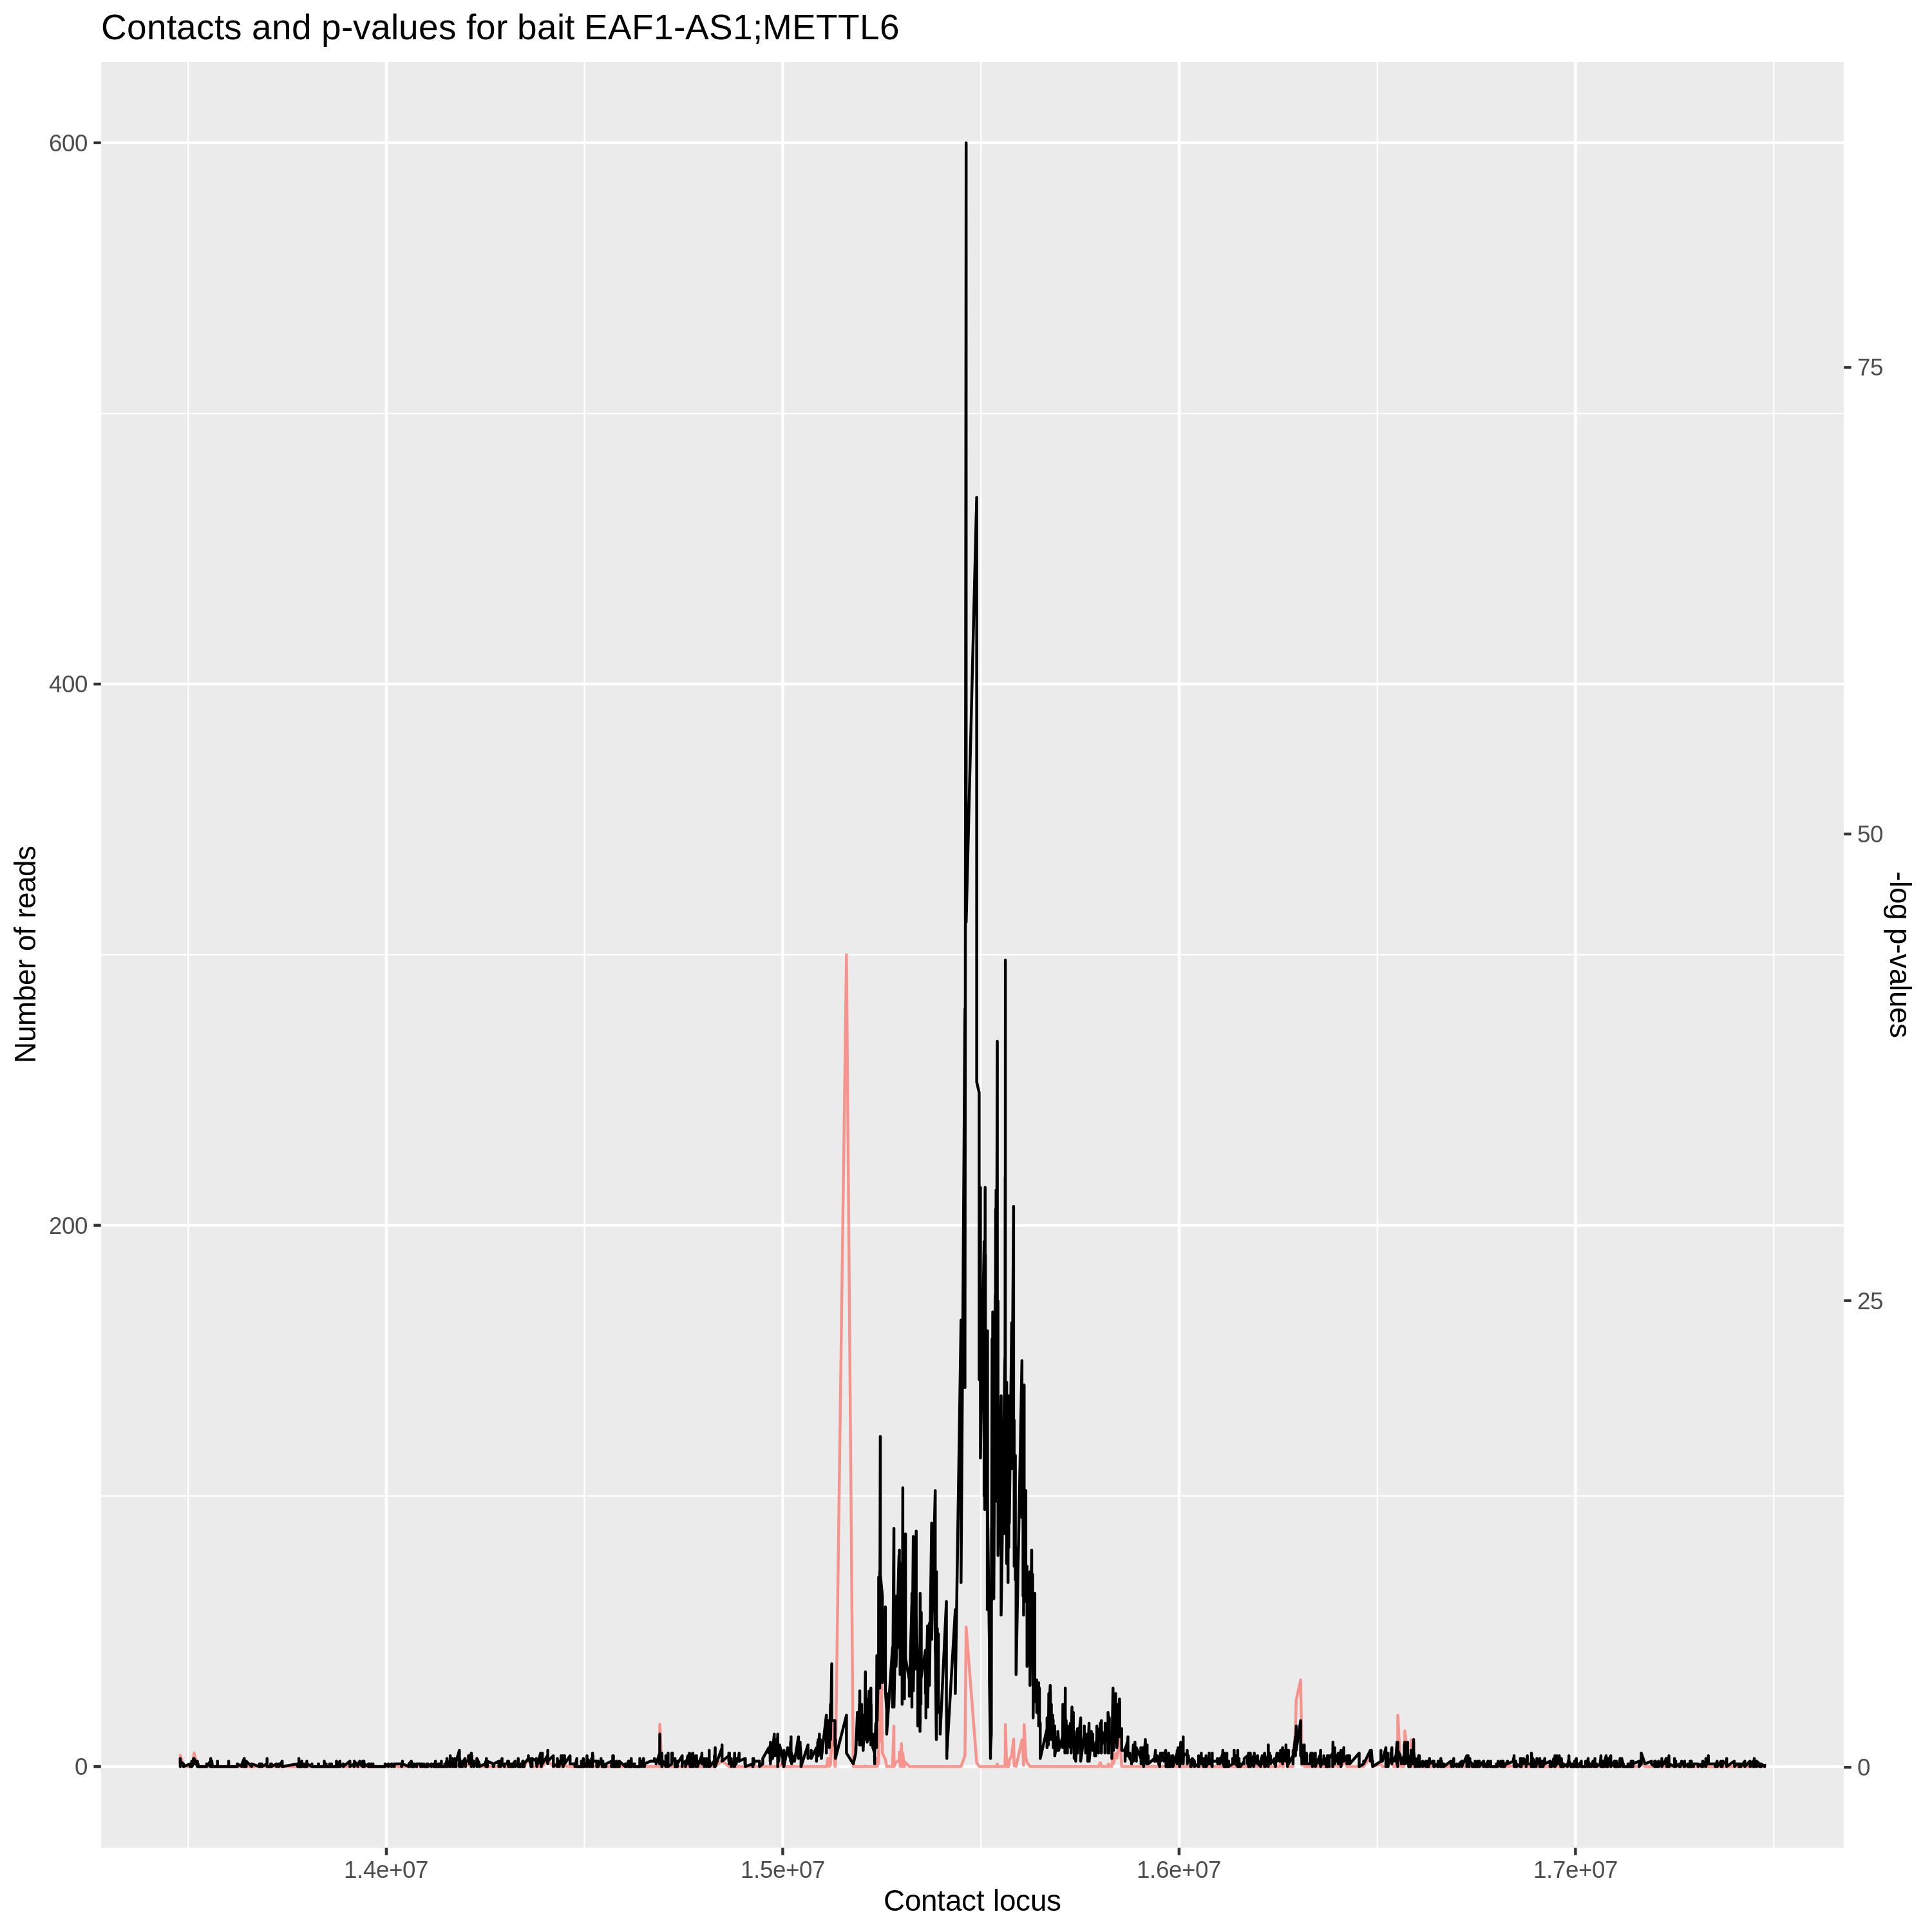 Contacts and p-values for bait EAF1-AS1;METTL6
600
400
200
0
Number of reads
75
50
25
0
-log p-values
1.4e+07
1.5e+07
1.6e+07
1.7e+07
Contact locus